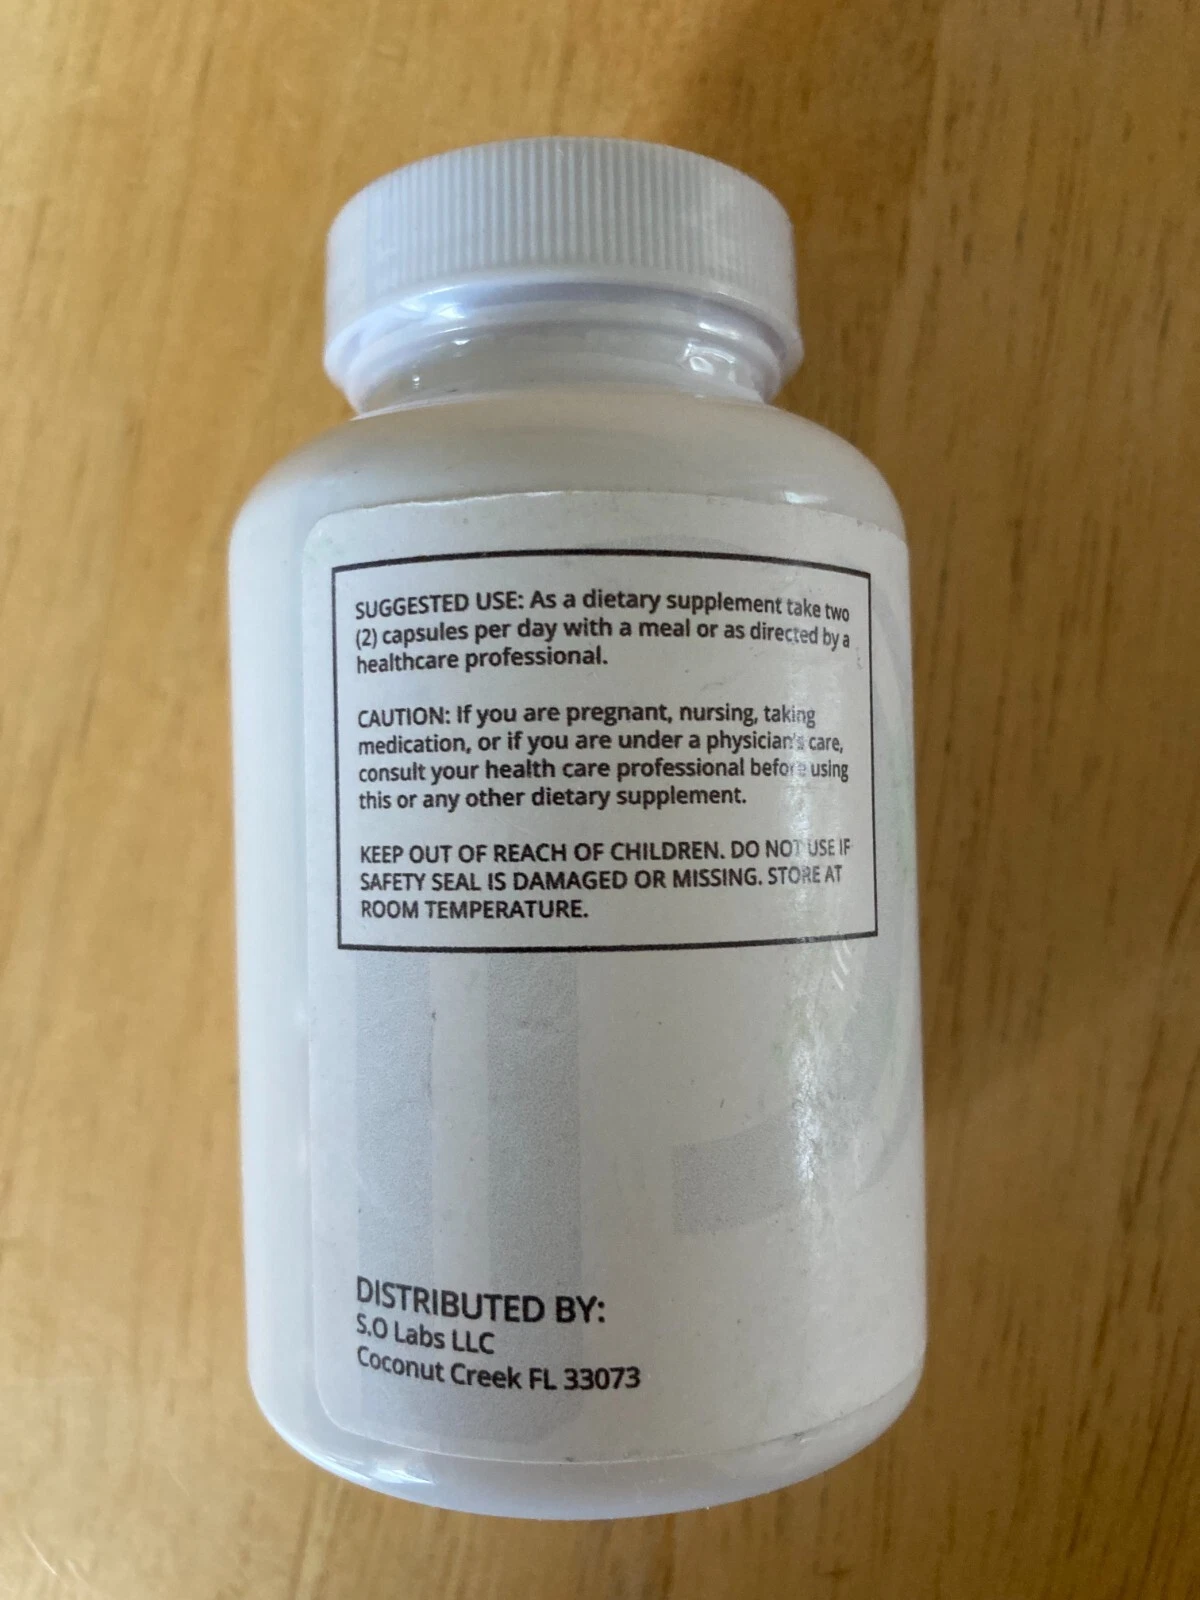 SUGGESTED USE: As a dietary supplement take two
(2) capsules per day with a meal or as directed by a
healthcare professional.
CAUTION: If you are pregnant, nursing, taking
medication, or if you are under a physician's care,
consult your health care professional before using
this or any other dietary supplement.
KEEP OUT OF REACH OF CHILDREN. DO NOT USE IF
SAFETY SEAL IS DAMAGED OR MISSING. STORE AT
ROOM TEMPERATURE.
DISTRIBUTED BY:
S.O Labs LLC
Coconut Creek FL 33073